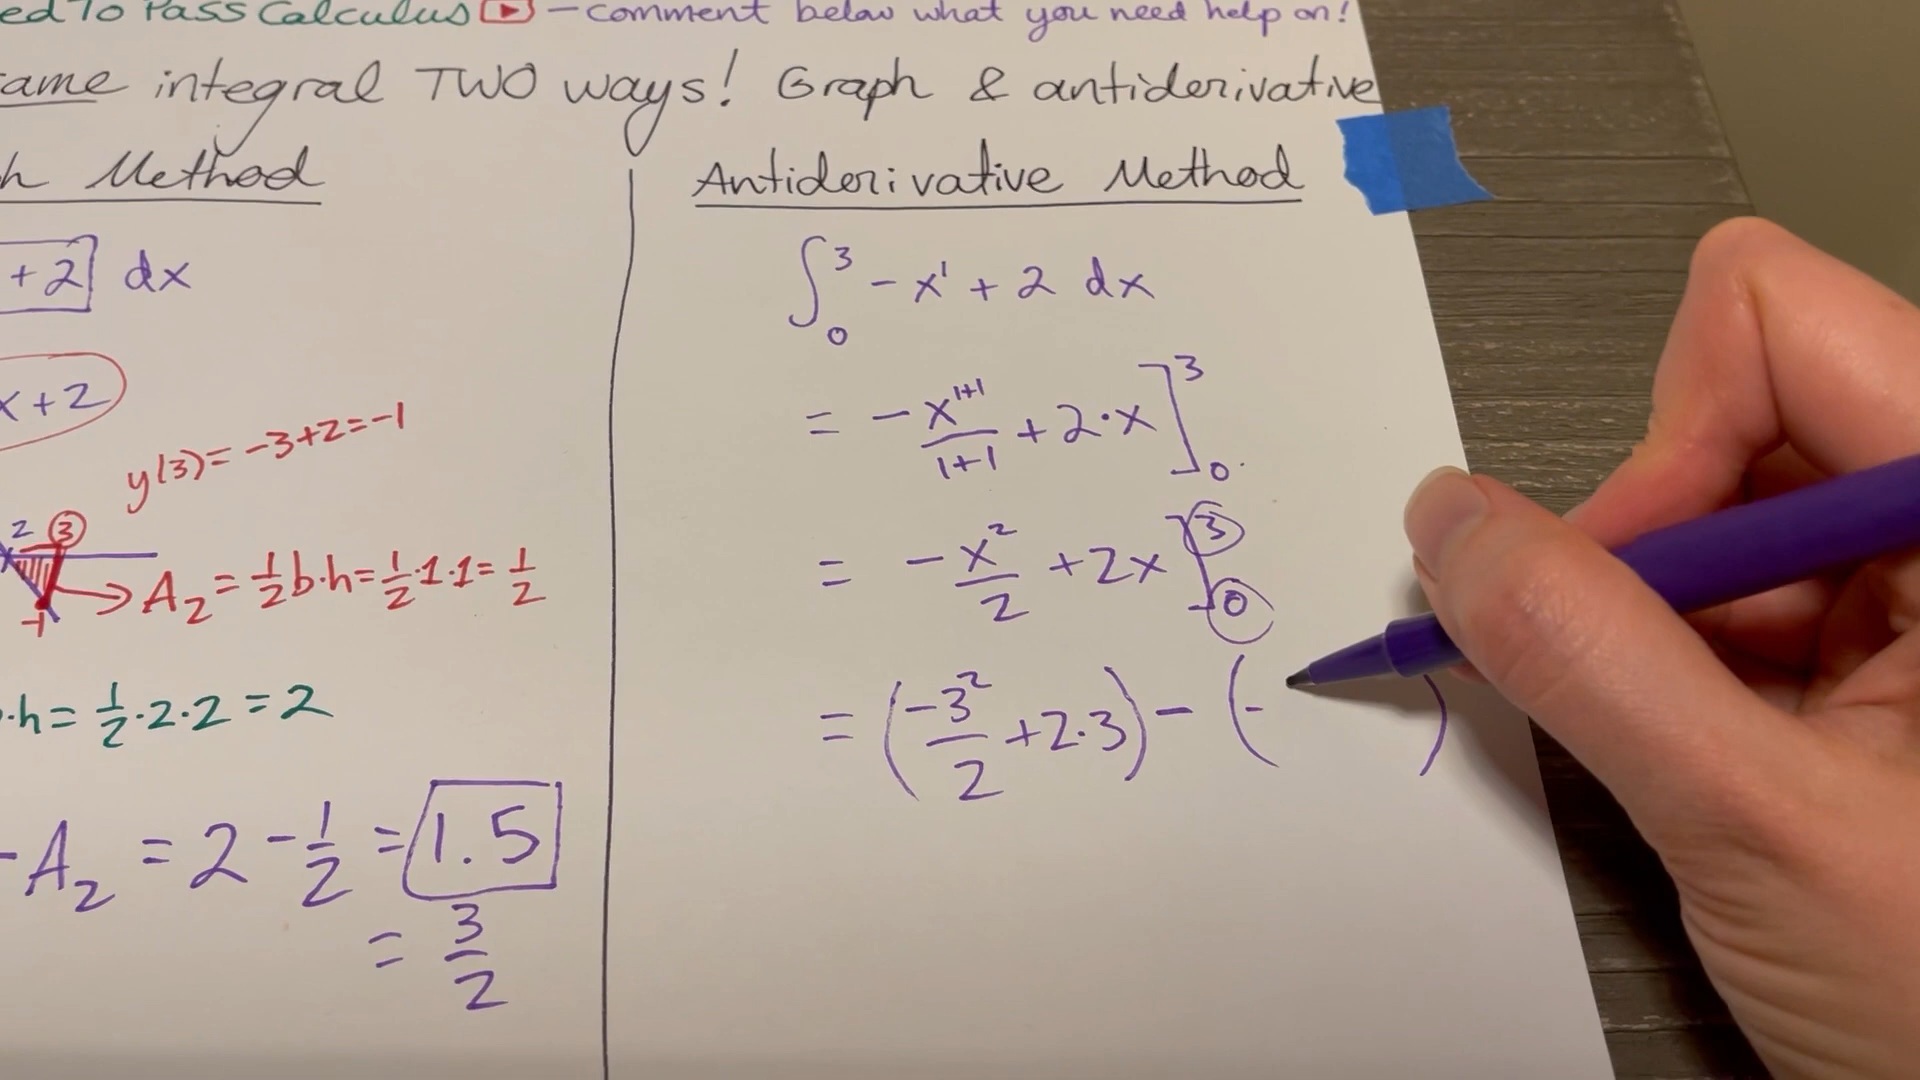 ed To Pass Calculus — comment below what you need help on!
ame integral TWO ways! Graph & antiderivative
h Method
+2] dx
x+2
y(3)=-3+2=-1
2 3
-1
A₂=½b·h=½·1·1=½
·h=½·2·2=2
-A₂=2-½=1.5
=3/2
Antiderivative Method
∫₀³ -x¹+2 dx
= -x¹⁺¹/1+1 +2·x]₀³
= -x²/2 +2x]₀³
= (-3²/2 +2·3) - (- )